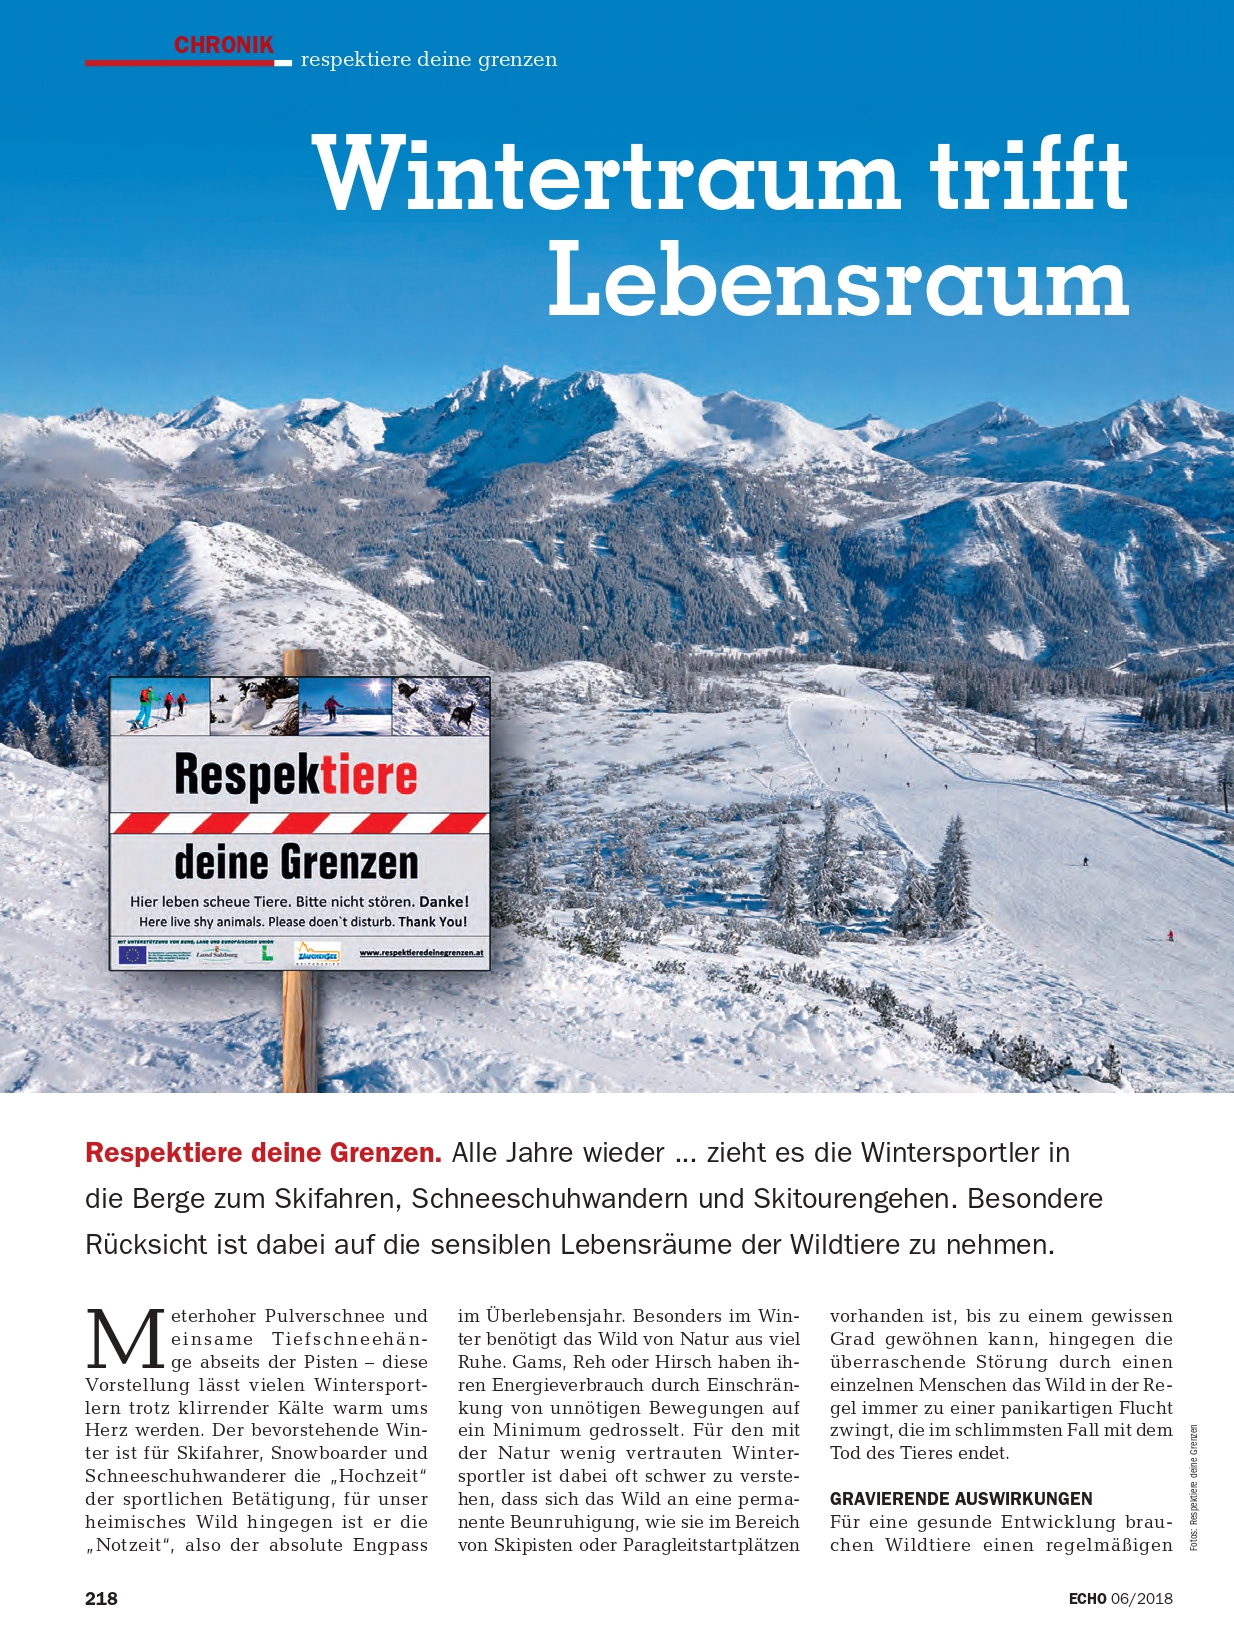 CHRONIK
respektiere deine grenzen
Wintertraum trifft
Lebensraum
Respektiere
deine Grenzen
Hier leben scheue Tiere. Bitte nicht stören. Danke!
Here live shy animals. Please doen`t disturb. Thank You!
MIT UNTERSTÜTZUNG VON BUND, LAND UND EUROPÄISCHER UNION
Land Salzburg
ZAUCHENSEE
www.respektieredeinegrenzen.at
Respektiere deine Grenzen. Alle Jahre wieder ... zieht es die Wintersportler in
die Berge zum Skifahren, Schneeschuhwandern und Skitourengehen. Besondere
Rücksicht ist dabei auf die sensiblen Lebensräume der Wildtiere zu nehmen.
Meterhoher Pulverschnee und
einsame Tiefschneehän-
ge abseits der Pisten – diese
Vorstellung lässt vielen Wintersport-
lern trotz klirrender Kälte warm ums
Herz werden. Der bevorstehende Win-
ter ist für Skifahrer, Snowboarder und
Schneeschuhwanderer die „Hochzeit“
der sportlichen Betätigung, für unser
heimisches Wild hingegen ist er die
„Notzeit“, also der absolute Engpass
im Überlebensjahr. Besonders im Win-
ter benötigt das Wild von Natur aus viel
Ruhe. Gams, Reh oder Hirsch haben ih-
ren Energieverbrauch durch Einschrän-
kung von unnötigen Bewegungen auf
ein Minimum gedrosselt. Für den mit
der Natur wenig vertrauten Winter-
sportler ist dabei oft schwer zu verste-
hen, dass sich das Wild an eine perma-
nente Beunruhigung, wie sie im Bereich
von Skipisten oder Paragleitstartplätzen
vorhanden ist, bis zu einem gewissen
Grad gewöhnen kann, hingegen die
überraschende Störung durch einen
einzelnen Menschen das Wild in der Re-
gel immer zu einer panikartigen Flucht
zwingt, die im schlimmsten Fall mit dem
Tod des Tieres endet.
GRAVIERENDE AUSWIRKUNGEN
Für eine gesunde Entwicklung brau-
chen Wildtiere einen regelmäßigen
Fotos: Respektiere deine Grenzen
218
ECHO 06/2018